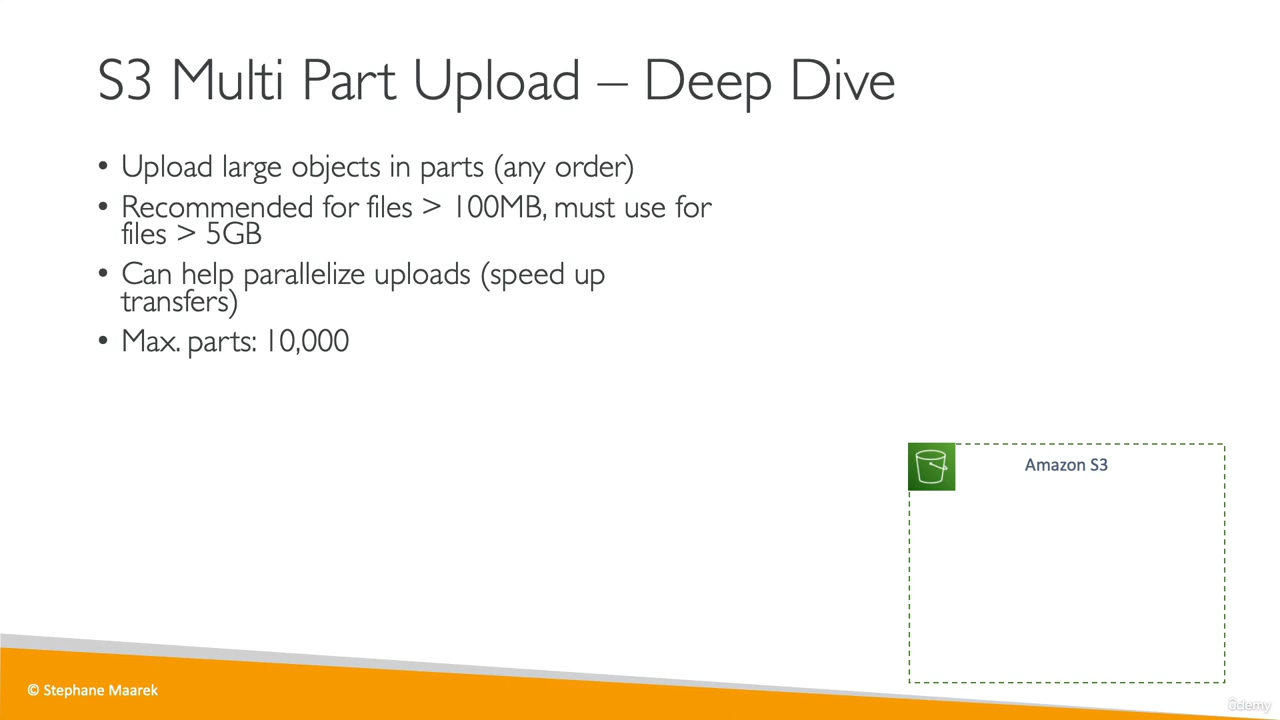 S3 Multi Part Upload – Deep Dive
• Upload large objects in parts (any order)
• Recommended for files > 100MB, must use for
files > 5GB
• Can help parallelize uploads (speed up
transfers)
• Max. parts: 10,000
Amazon S3
© Stephane Maarek
ûdemy